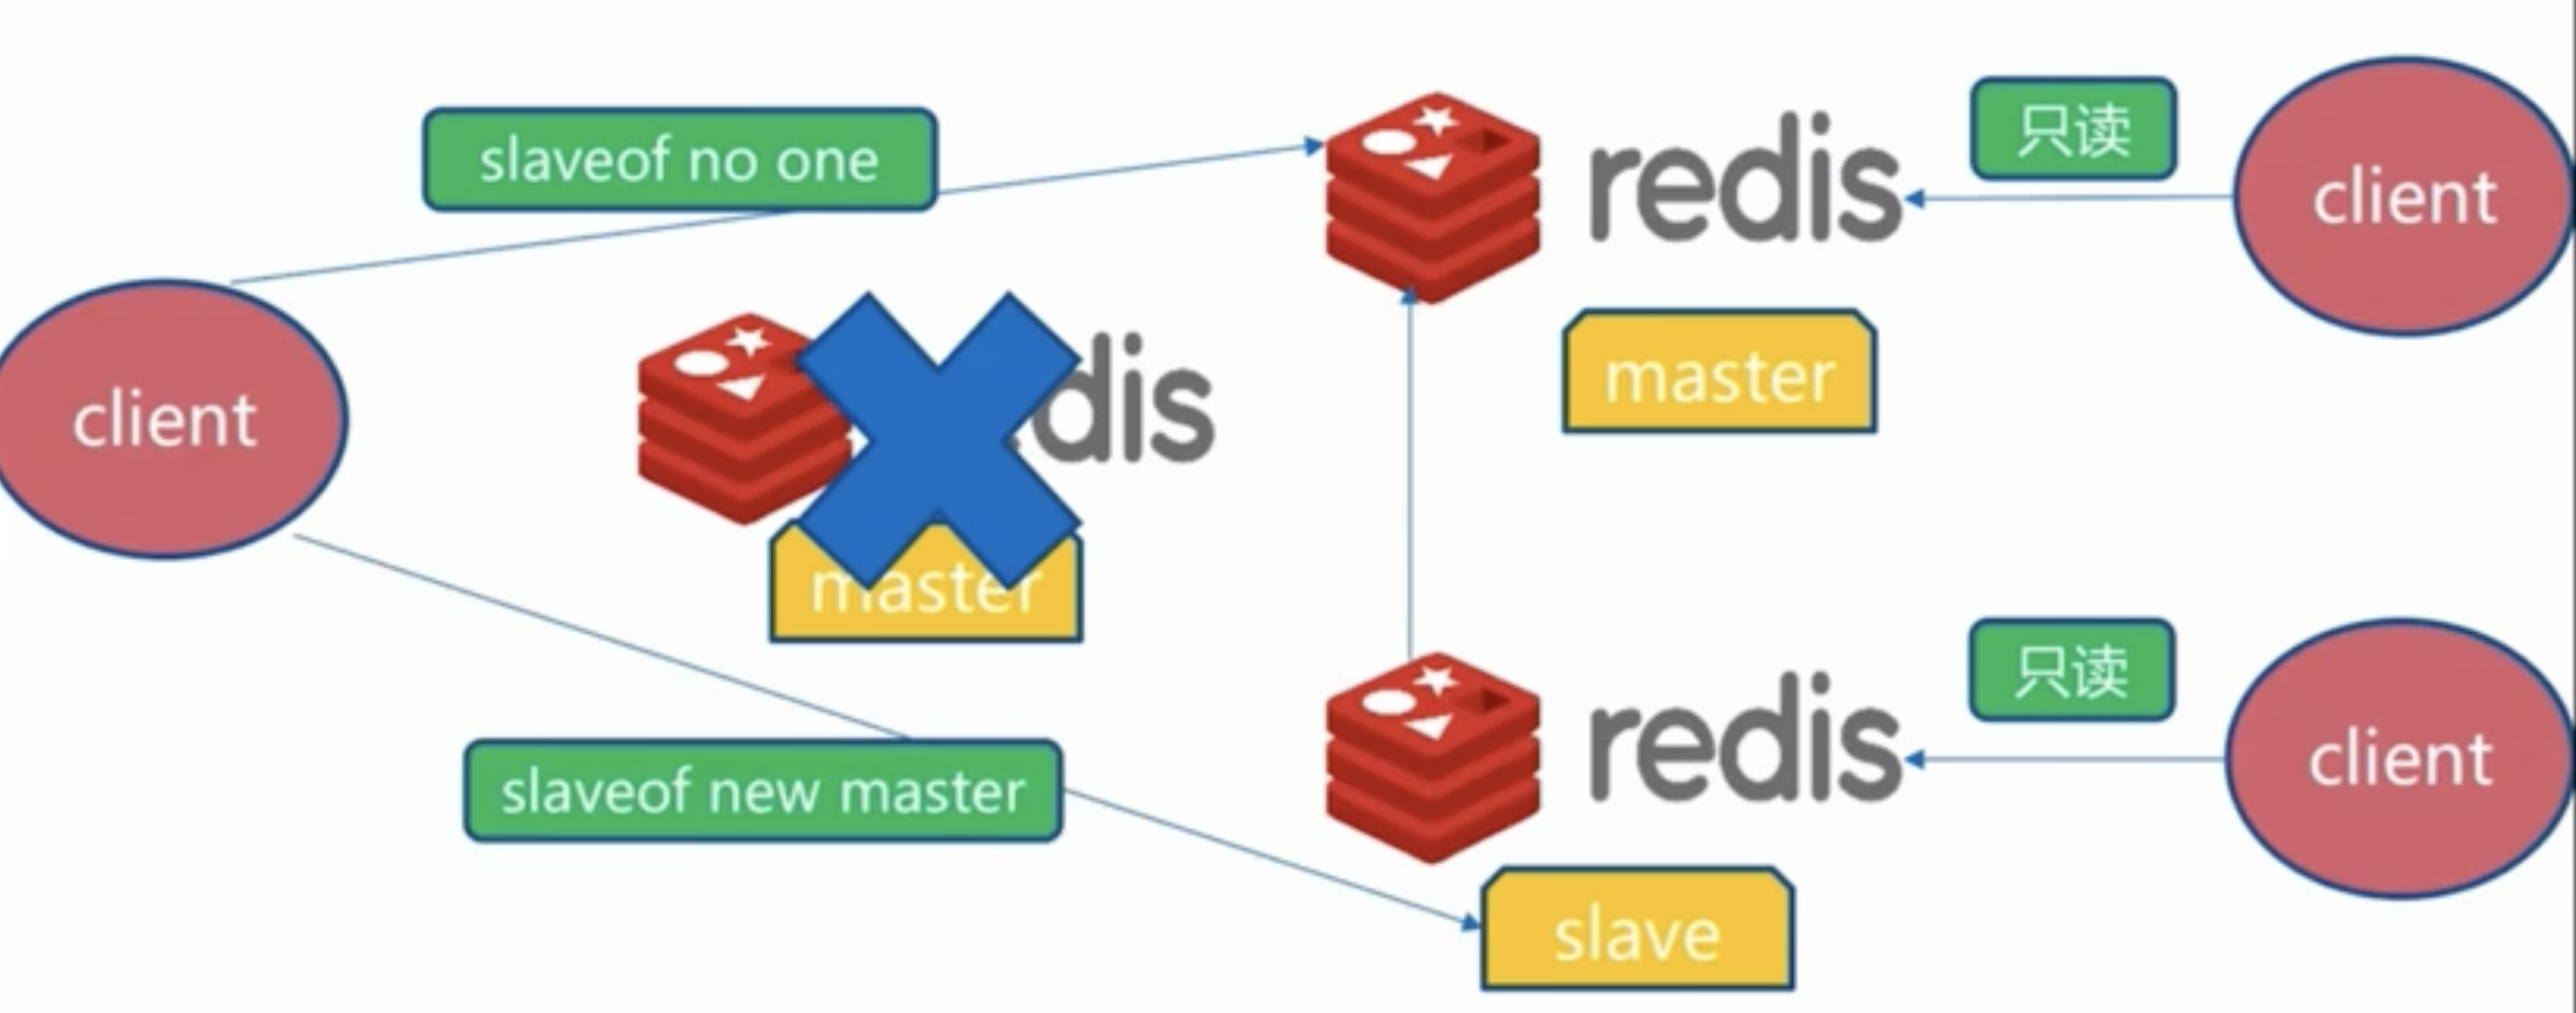 slaveof no one
redis
只读
client
master
client
dis
master
slaveof new master
redis
只读
client
slave